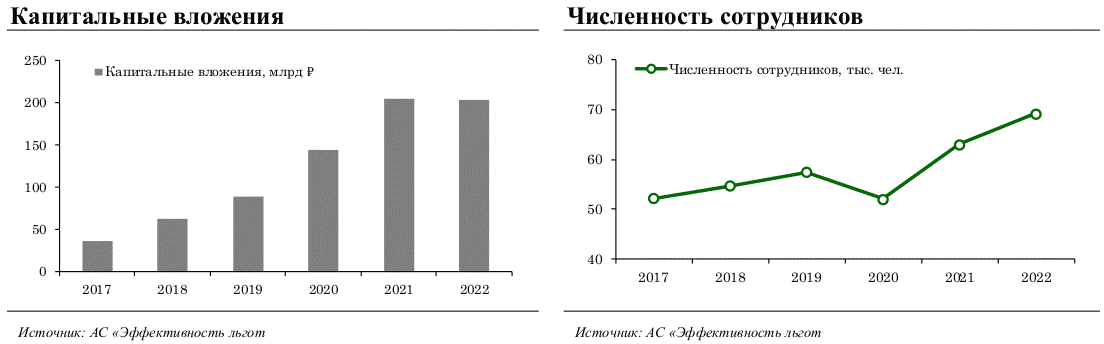 Капитальные вложения
250
200
150
100
50
0
Капитальные вложения, млрд ₽
2017 2018 2019 2020 2021 2022
Источник: АС «Эффективность льгот
Численность сотрудников
80
70
60
50
40
Численность сотрудников, тыс. чел.
2017 2018 2019 2020 2021 2022
Источник: АС «Эффективность льгот